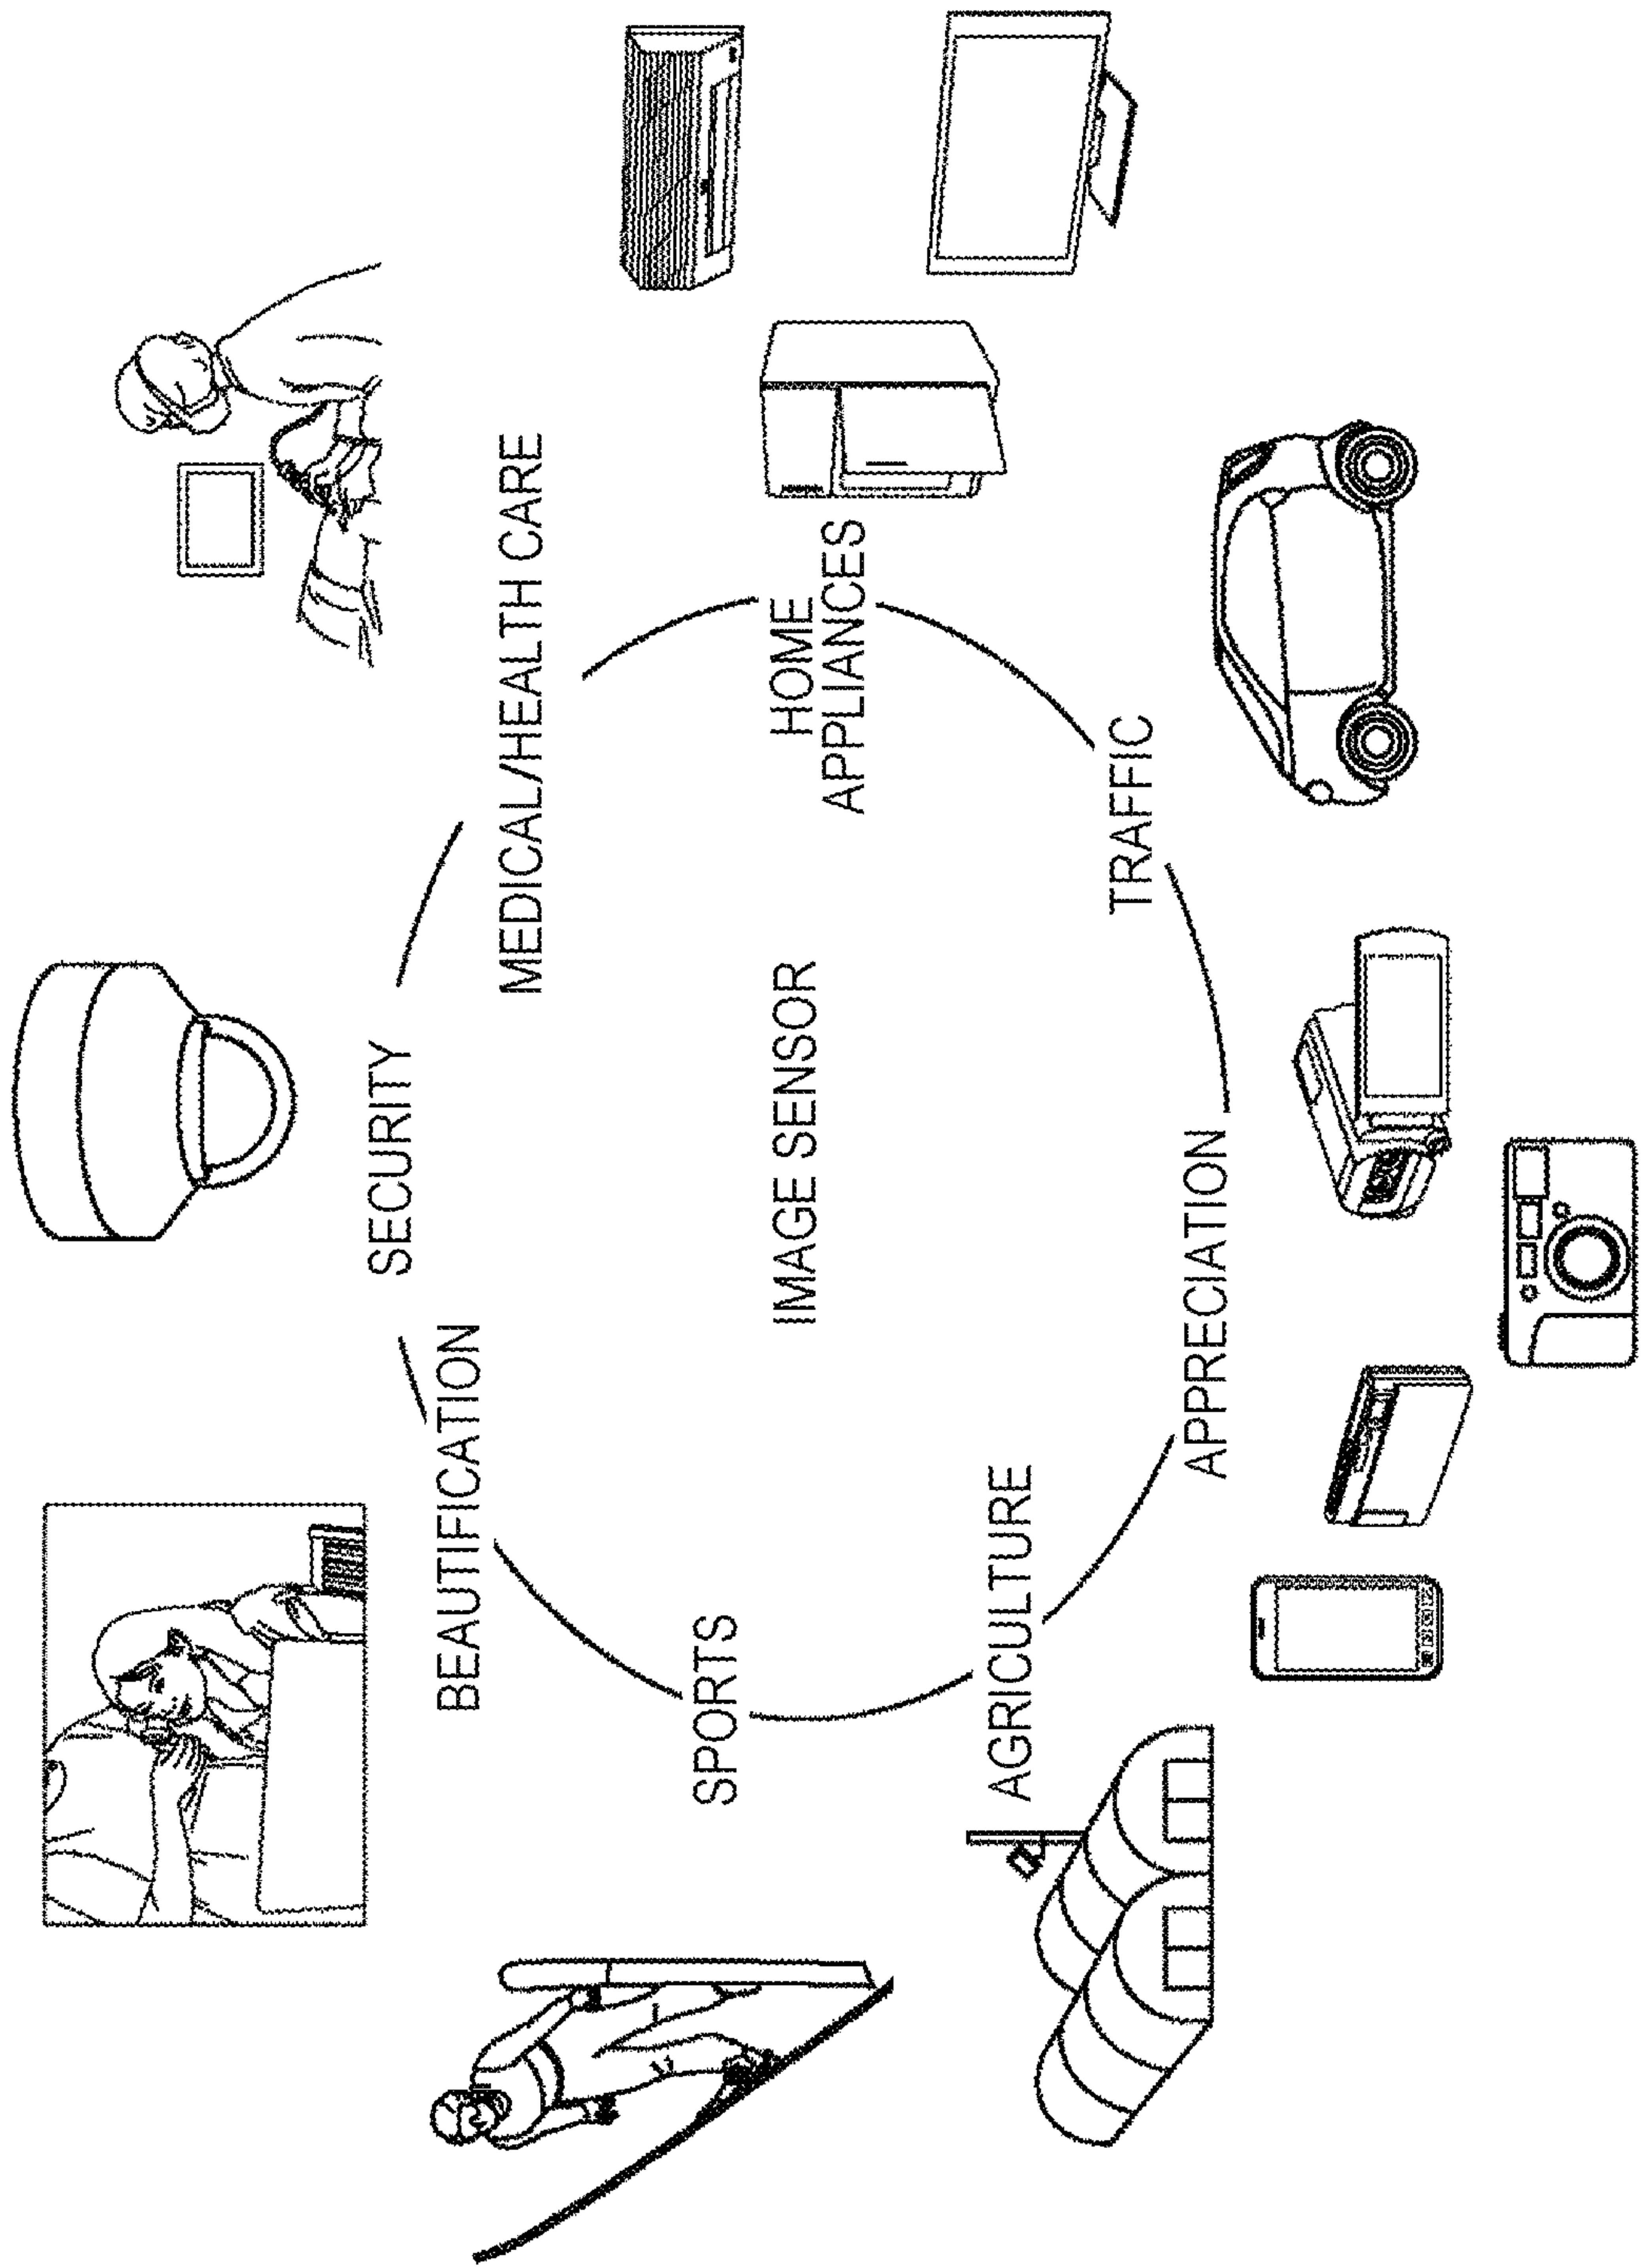 SECURITY
BEAUTIFICATION
MEDICAL/HEALTH CARE
SPORTS
IMAGE SENSOR
HOME
APPLIANCES
AGRICULTURE
TRAFFIC
APPRECIATION